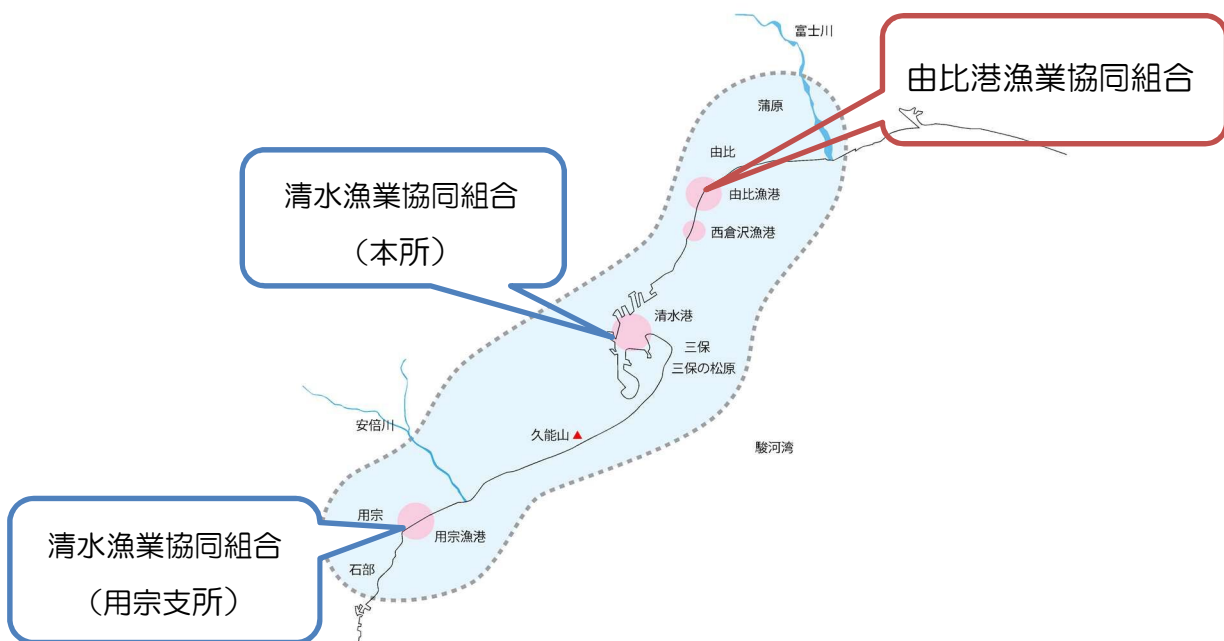 富士川
由比港漁業協同組合
蒲原
由比
清水漁業協同組合
（本所）
由比漁港
西倉沢漁港
清水港
三保
三保の松原
安倍川
久能山
駿河湾
用宗
用宗漁港
清水漁業協同組合
（用宗支所）
石部